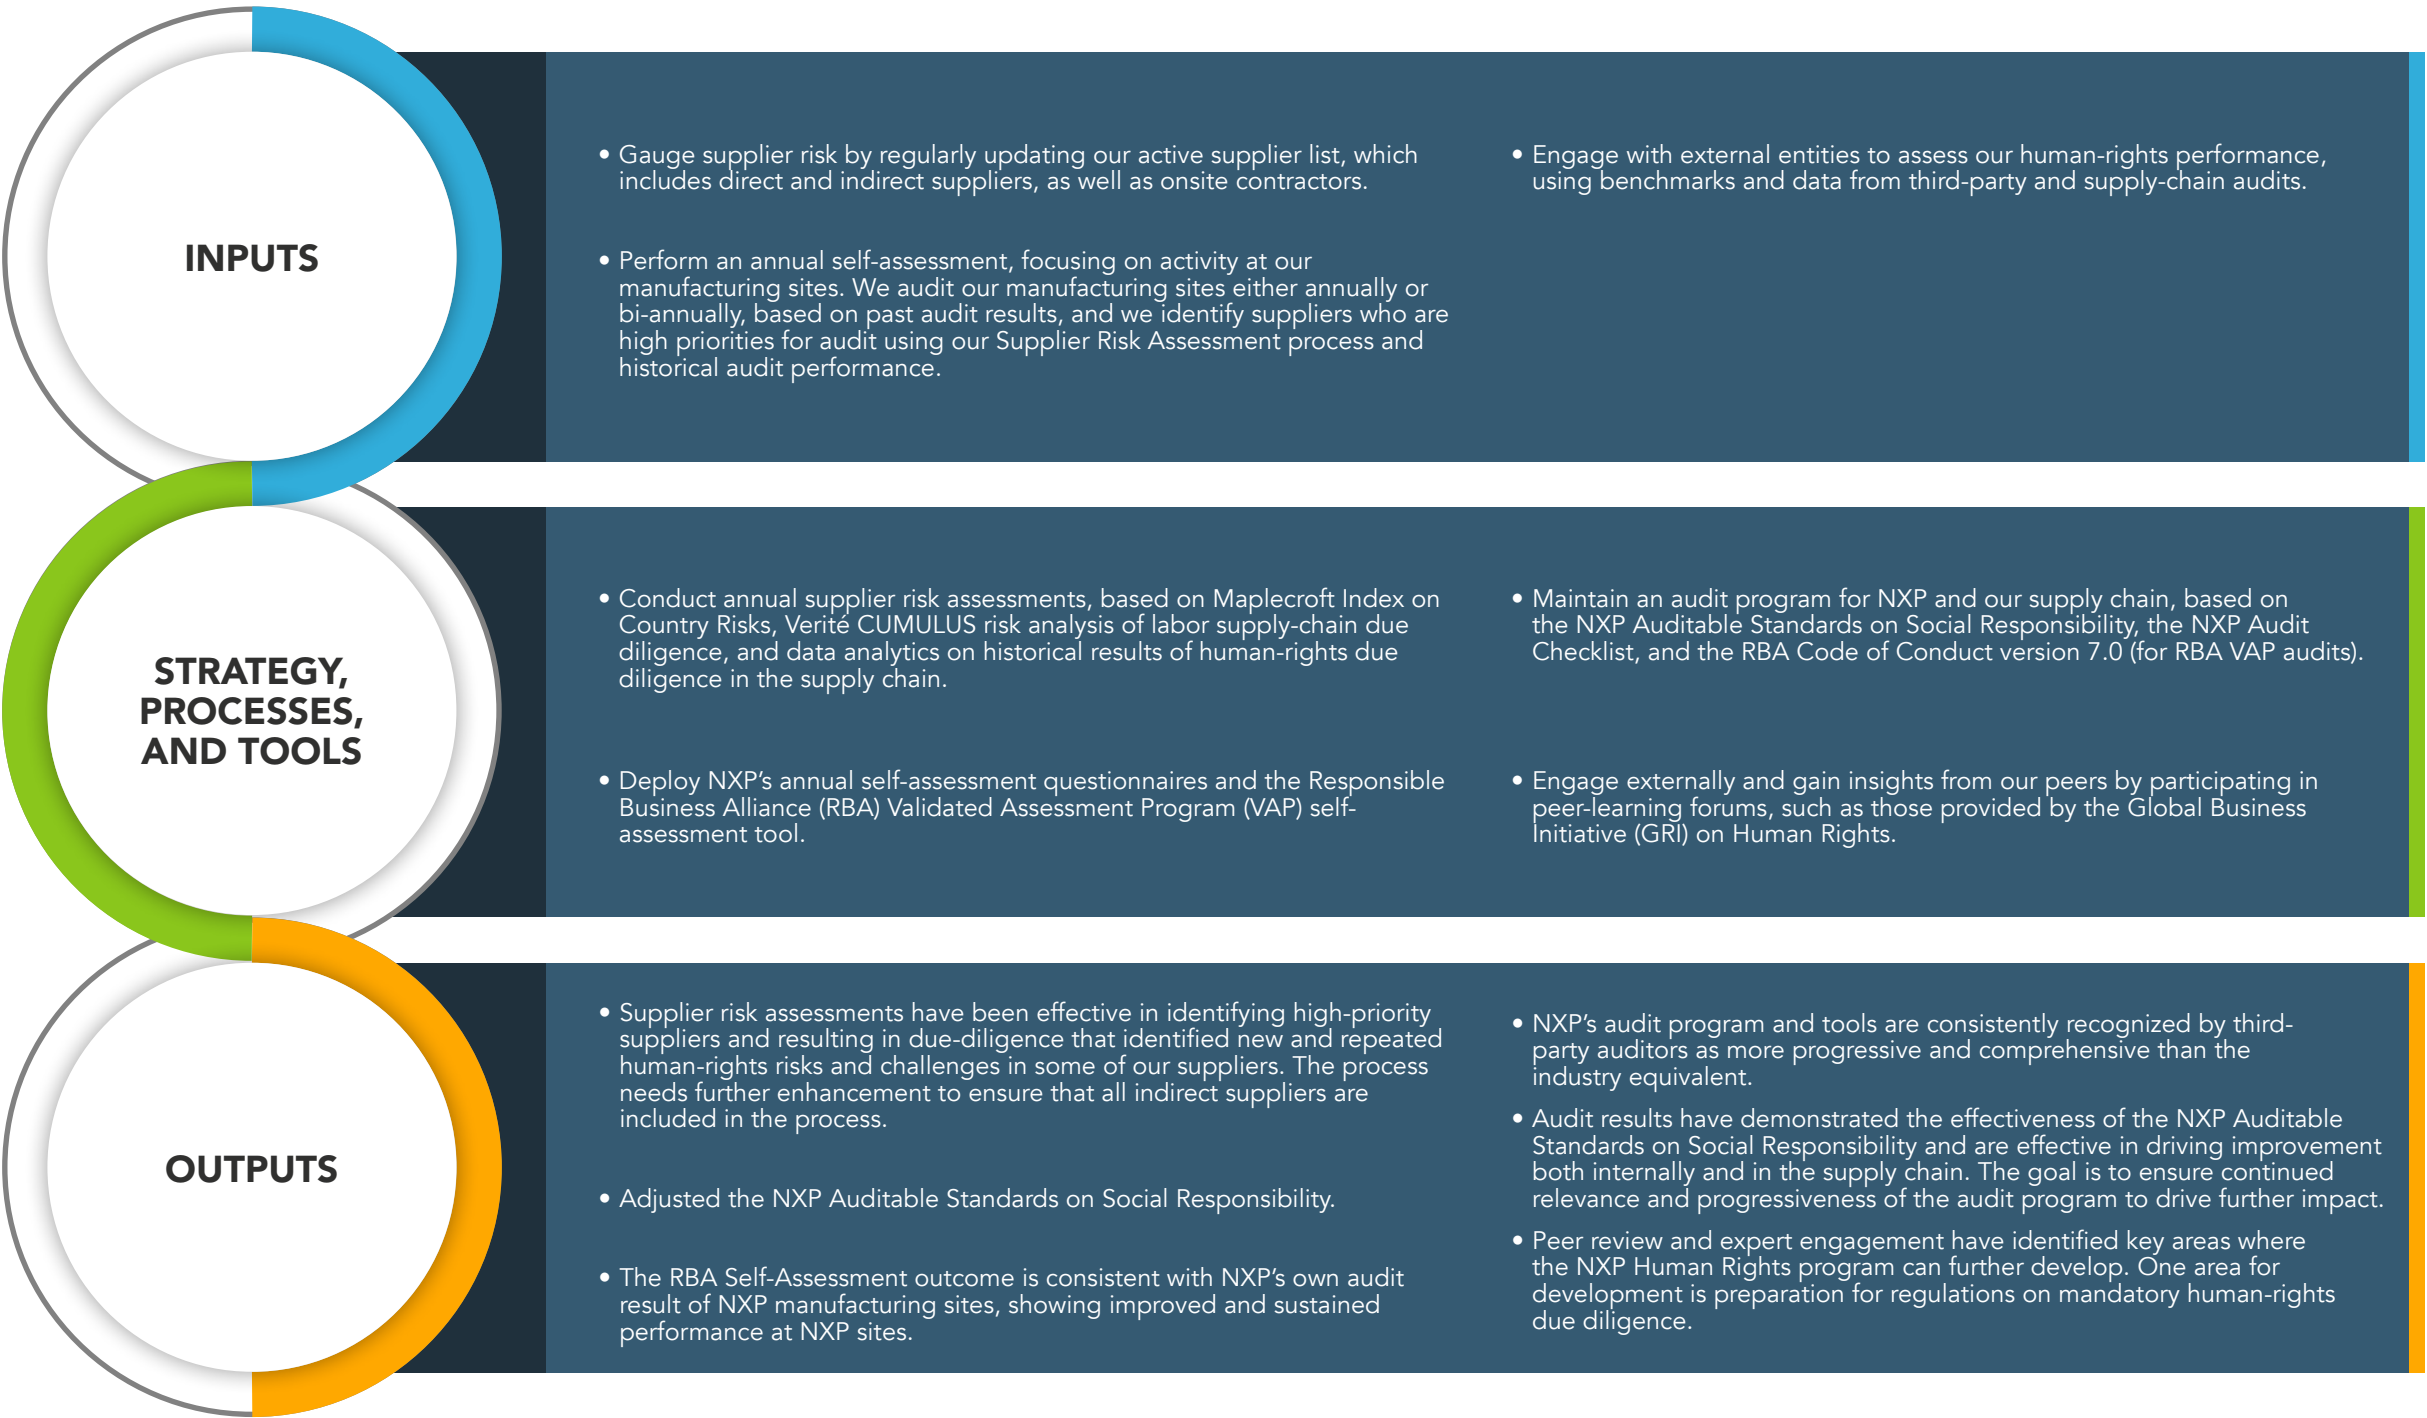 INPUTS
• Gauge supplier risk by regularly updating our active supplier list, which
includes direct and indirect suppliers, as well as onsite contractors.
• Perform an annual self-assessment, focusing on activity at our
manufacturing sites. We audit our manufacturing sites either annually or
bi-annually, based on past audit results, and we identify suppliers who are
high priorities for audit using our Supplier Risk Assessment process and
historical audit performance.
• Engage with external entities to assess our human-rights performance,
using benchmarks and data from third-party and supply-chain audits.
STRATEGY,
PROCESSES,
AND TOOLS
• Conduct annual supplier risk assessments, based on Maplecroft Index on
Country Risks, Verité CUMULUS risk analysis of labor supply-chain due
diligence, and data analytics on historical results of human-rights due
diligence in the supply chain.
• Deploy NXP’s annual self-assessment questionnaires and the Responsible
Business Alliance (RBA) Validated Assessment Program (VAP) self-
assessment tool.
• Maintain an audit program for NXP and our supply chain, based on
the NXP Auditable Standards on Social Responsibility, the NXP Audit
Checklist, and the RBA Code of Conduct version 7.0 (for RBA VAP audits).
• Engage externally and gain insights from our peers by participating in
peer-learning forums, such as those provided by the Global Business
Initiative (GRI) on Human Rights.
OUTPUTS
• Supplier risk assessments have been effective in identifying high-priority
suppliers and resulting in due-diligence that identified new and repeated
human-rights risks and challenges in some of our suppliers. The process
needs further enhancement to ensure that all indirect suppliers are
included in the process.
• Adjusted the NXP Auditable Standards on Social Responsibility.
• The RBA Self-Assessment outcome is consistent with NXP’s own audit
result of NXP manufacturing sites, showing improved and sustained
performance at NXP sites.
• NXP’s audit program and tools are consistently recognized by third-
party auditors as more progressive and comprehensive than the
industry equivalent.
• Audit results have demonstrated the effectiveness of the NXP Auditable
Standards on Social Responsibility and are effective in driving improvement
both internally and in the supply chain. The goal is to ensure continued
relevance and progressiveness of the audit program to drive further impact.
• Peer review and expert engagement have identified key areas where
the NXP Human Rights program can further develop. One area for
development is preparation for regulations on mandatory human-rights
due diligence.